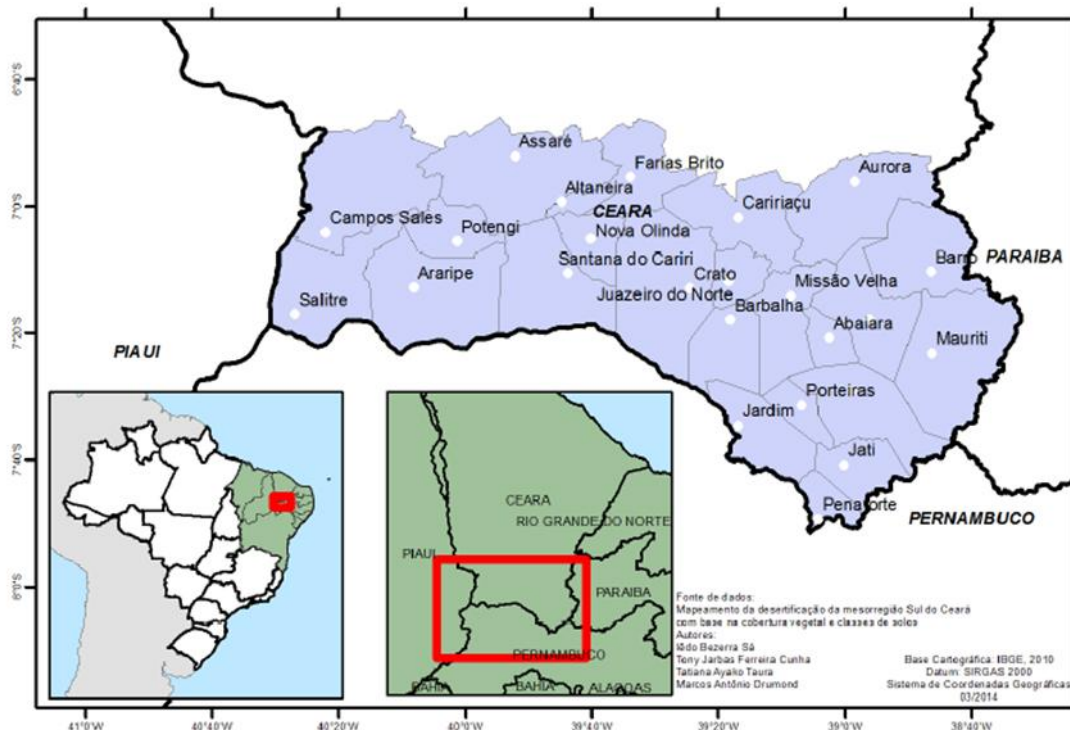 6°40'S
7°0'S
7°20'S
7°40'S
8°0'S
Assaré
Farias Brito
Aurora
Altaneira
CEARA
Caririaçu
Campos Sales
Potengi
Nova Olinda
Barro
PARAIBA
Santana do Cariri
Crato
Missão Velha
Araripe
Juazeiro do Norte
Barbalha
Salitre
Abaiara
Mauriti
PIAUI
Porteiras
Jardim
Jati
Penaforte
PERNAMBUCO
CEARA
RIO GRANDE DO NORTE
PIAUI
PARAIBA
PERNAMBUCO
BAHIA
BAHIA
ALAGOAS
Fonte de dados:
Mapeamento da desertificação da mesorregião Sul do Ceará
com base na cobertura vegetal e classes de solos
Autores:
Iêdo Bezerra Sá
Tony Jarbas Ferreira Cunha
Tatiana Ayako Taura
Marcos Antônio Drumond
Base Cartográfica: IBGE, 2010
Datum: SIRGAS 2000
Sistema de Coordenadas Geográficas
03/2014
41°0'W
40°40'W
40°20'W
40°0'W
39°40'W
39°20'W
39°0'W
38°40'W